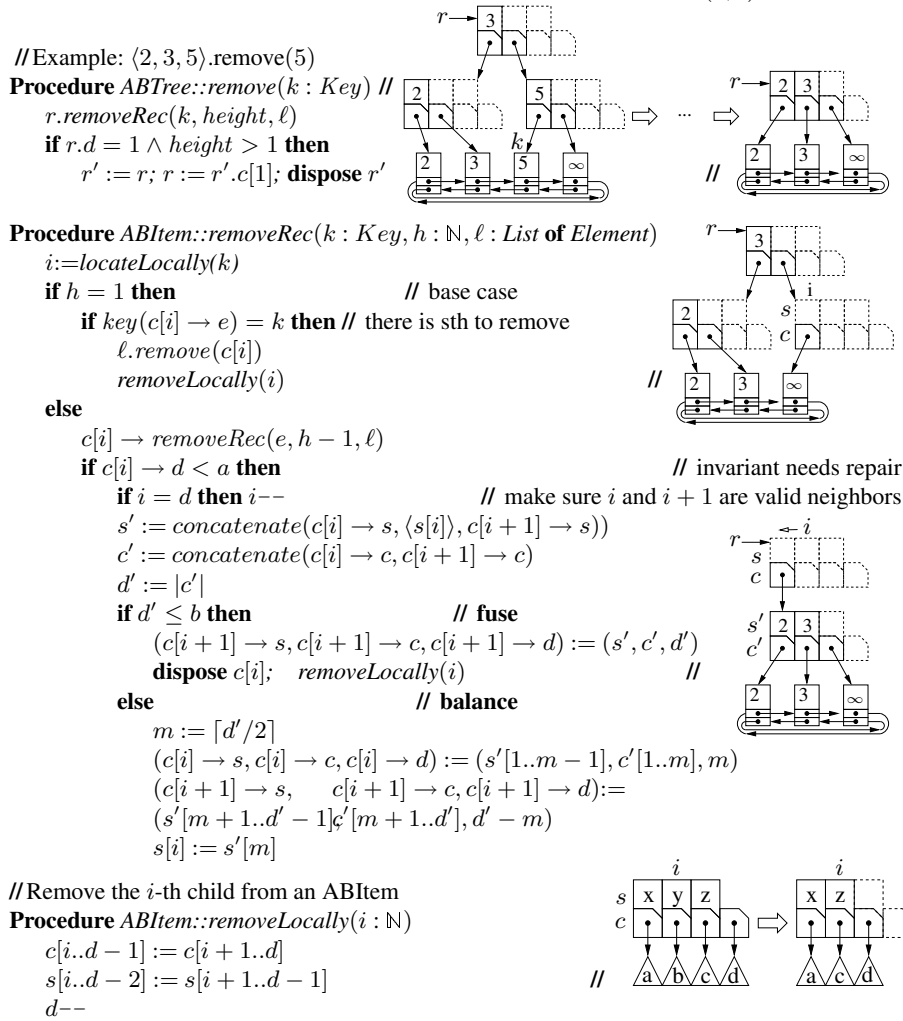 // Example: ⟨2, 3, 5⟩.remove(5)
Procedure ABTree::remove(k : Key) //
r.removeRec(k, height, ℓ)
if r.d = 1 ∧ height > 1 then
r′ := r; r := r′.c[1]; dispose r′
r
3
2
5
k
2 3 5 ∞
...
//
r
2 3
2 3 ∞
Procedure ABItem::removeRec(k : Key, h : ℕ, ℓ : List of Element)
i:=locateLocally(k)
if h = 1 then // base case
if key(c[i] → e) = k then // there is sth to remove
ℓ.remove(c[i])
removeLocally(i)
//
r
3
i
2
s
c
2 3 ∞
else
c[i] → removeRec(e, h − 1, ℓ)
if c[i] → d < a then // invariant needs repair
if i = d then i−− // make sure i and i + 1 are valid neighbors
s′ := concatenate(c[i] → s, ⟨s[i]⟩, c[i + 1] → s))
c′ := concatenate(c[i] → c, c[i + 1] → c)
d′ := |c′|
if d′ ≤ b then // fuse
(c[i + 1] → s, c[i + 1] → c, c[i + 1] → d) := (s′, c′, d′)
dispose c[i]; removeLocally(i) //
i
r
s
c
s′ 2 3
c′
2 3 ∞
else // balance
m := ⌈d′/2⌉
(c[i] → s, c[i] → c, c[i] → d) := (s′[1..m − 1], c′[1..m], m)
(c[i + 1] → s, c[i + 1] → c, c[i + 1] → d):=
(s′[m + 1..d′ − 1], c′[m + 1..d′], d′ − m)
s[i] := s′[m]
// Remove the i-th child from an ABItem
Procedure ABItem::removeLocally(i : ℕ)
c[i..d − 1] := c[i + 1..d]
s[i..d − 2] := s[i + 1..d − 1] //
d−−
i
s x y z
c
a b c d
i
x z
s
c
a c d